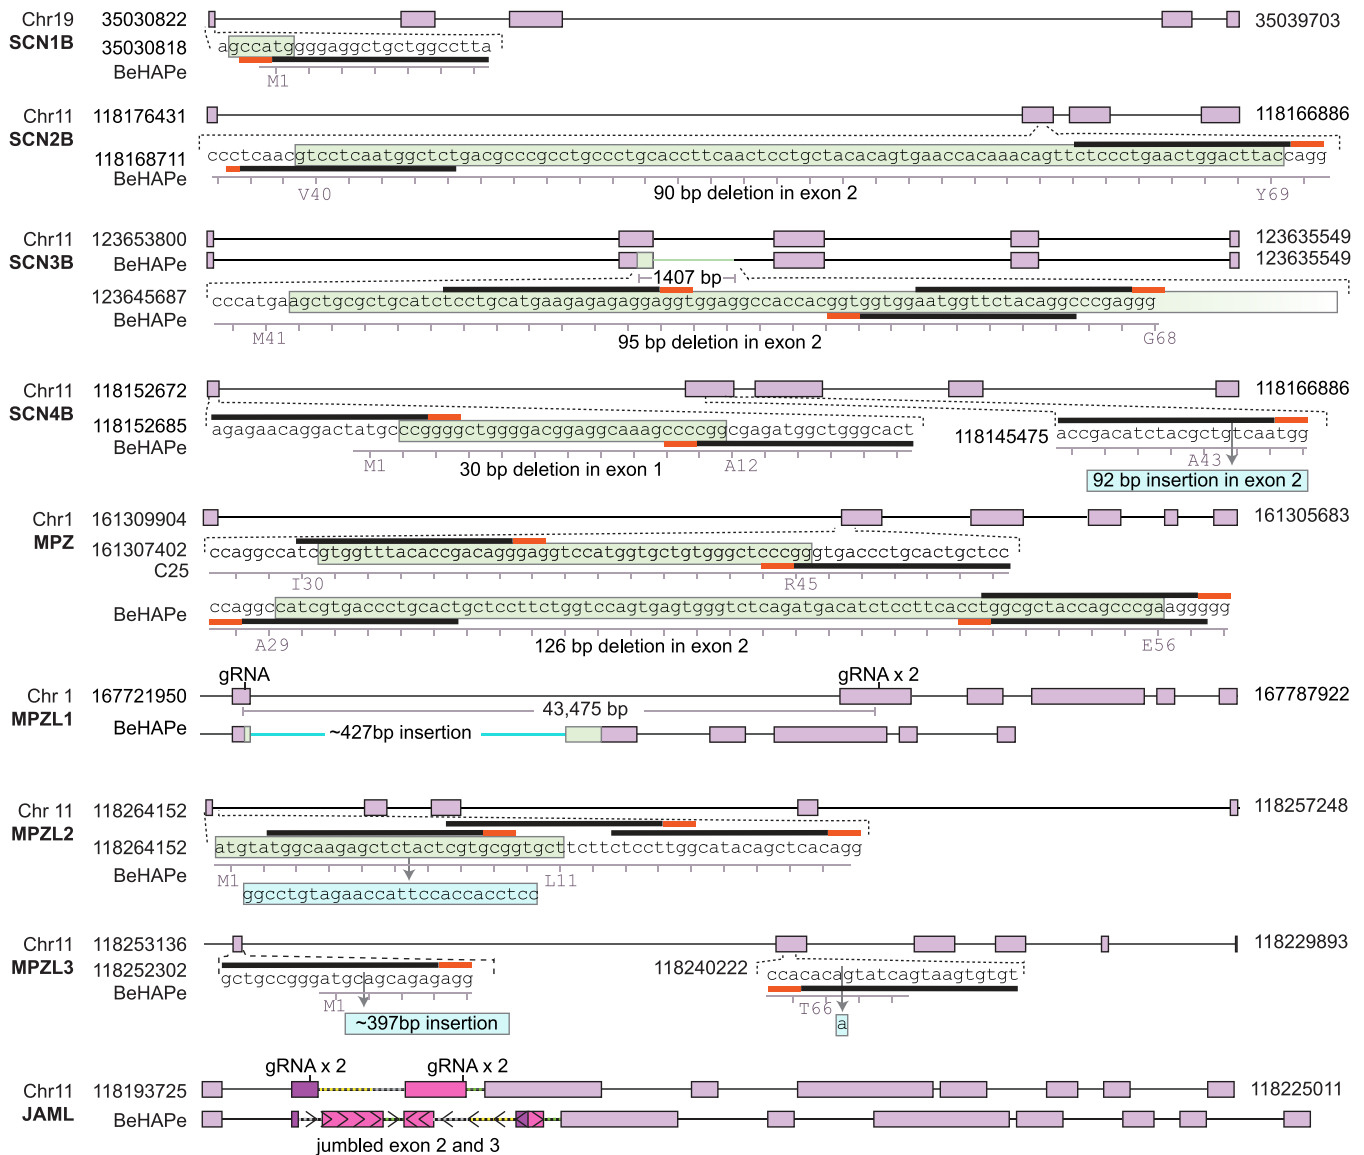 Chr19 35030822 35039703
SCN1B 35030818 agccatggggaggctgctggcctta
BeHAPe
M1
Chr11 118176431 118166886
SCN2B
118168711 ccctcaacgtcctcaatggctctgacgcccgcctgccctgcaccttcaactcctgctacacagtgaaccacaaacagttctccctgaactggacttaccagg
BeHAPe
V40 90 bp deletion in exon 2 Y69
Chr11 123653800 123635549
SCN3B BeHAPe 123635549
1407 bp
123645687 cccatgaagctgcgctgcatctcctgcatgaagagagaggaggtggaggccaccacggtggtggaatggttctacaggcccgaggg
BeHAPe
M41 95 bp deletion in exon 2 G68
Chr11 118152672 118166886
SCN4B
118152685 agagaacaggactatgcccggggctggggacggaggcaaagccccggcgagatggctgggcact 118145475 accgacatctacgctgtcaatgg
BeHAPe
M1 30 bp deletion in exon 1 A12 A43
92 bp insertion in exon 2
Chr1 161309904 161305683
MPZ
161307402 ccaggccatcgtggtttacaccgacagggaggtccatggtgctgtgggctcccgggtgaccctgcactgctcc
C25 I30 R45
BeHAPe ccaggccatcgtgaccctgcactgctccttctggtccagtgagtgggtctcagatgacatctccttcacctggcgctaccagcccgaaggggg
A29 126 bp deletion in exon 2 E56
gRNA gRNA x 2
Chr 1 167721950 167787922
MPZL1
43,475 bp
BeHAPe ~427bp insertion
Chr 11 118264152 118257248
MPZL2
118264152 atgtatggcaagagctctactcgtgcggtgcttcttctccttggcatacagctcacagg
BeHAPe
M1 L11
ggcctgtagaaccattccaccacctcc
Chr11 118253136 118229893
MPZL3
118252302 gctgccgggatgcagcagagagg 118240222 ccacacagtatcagtaagtgtgt
BeHAPe
M1 T66
~397bp insertion a
gRNA x 2 gRNA x 2
Chr11 118193725 118225011
JAML BeHAPe
jumbled exon 2 and 3